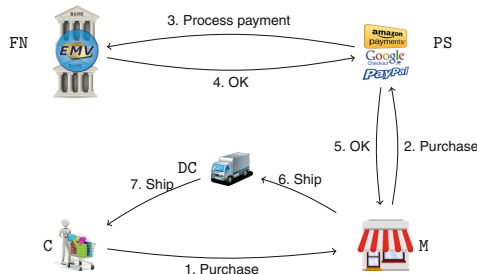 3. Process payment
FN
BANK
EMV
BANK
amazon
payments
Google
Checkout
PayPal
PS
4. OK
5. OK
2. Purchase
DC
6. Ship
7. Ship
C
M
1. Purchase